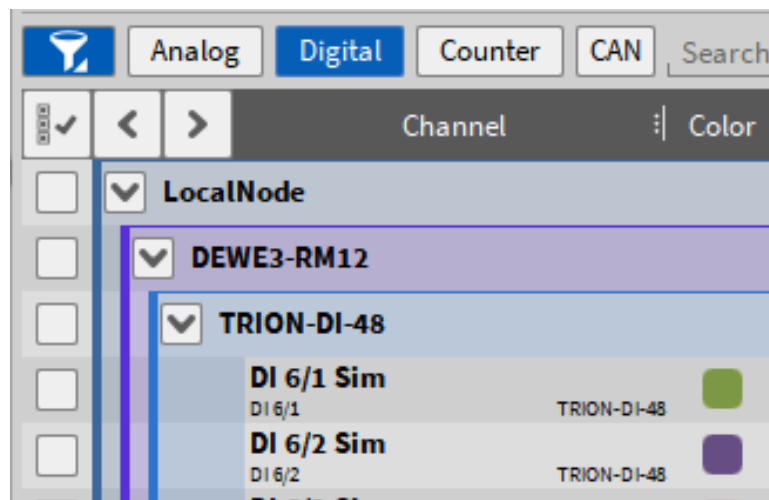 Analog Digital Counter CAN Search
Channel Color
LocalNode
DEWE3-RM12
TRION-DI-48
DI 6/1 Sim
DI 6/1 TRION-DI-48
DI 6/2 Sim
DI 6/2 TRION-DI-48